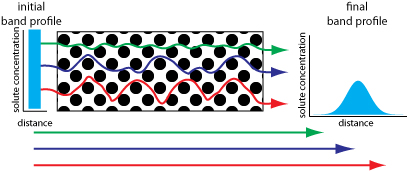 initial
band profile
solute concentration
distance
final
band profile
solute concentration
distance